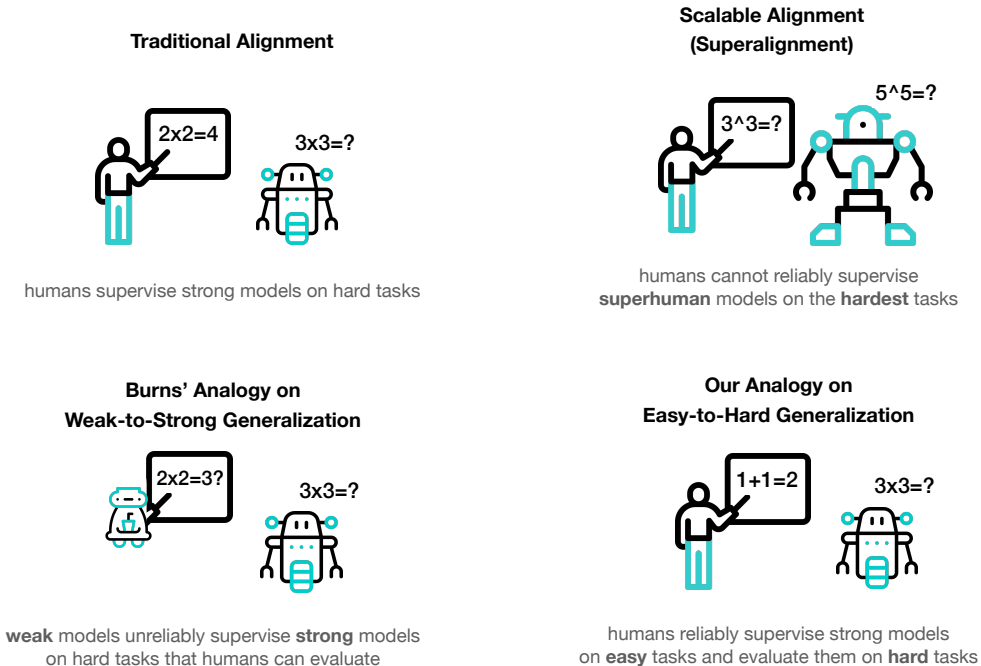 Traditional Alignment
2x2=4
3x3=?
humans supervise strong models on hard tasks
Scalable Alignment
(Superalignment)
3^3=?
5^5=?
humans cannot reliably supervise
superhuman models on the hardest tasks
Burns’ Analogy on
Weak-to-Strong Generalization
2x2=3?
3x3=?
weak models unreliably supervise strong models
on hard tasks that humans can evaluate
Our Analogy on
Easy-to-Hard Generalization
1+1=2
3x3=?
humans reliably supervise strong models
on easy tasks and evaluate them on hard tasks